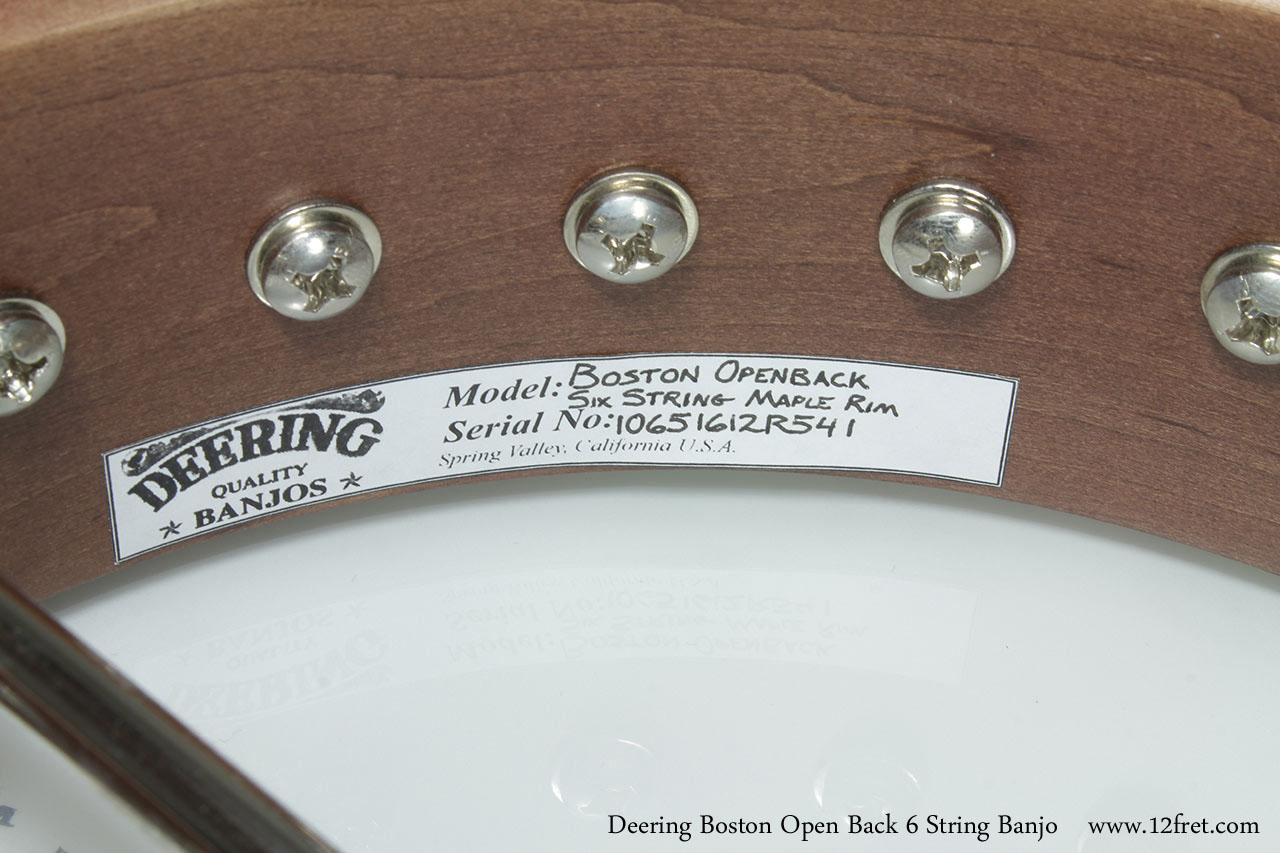 DEERING
QUALITY
BANJOS
Model: BOSTON OPENBACK
SIX STRING MAPLE RIM
Serial No: 10651612R541
Spring Valley, California U.S.A.
Deering Boston Open Back 6 String Banjo www.12fret.com